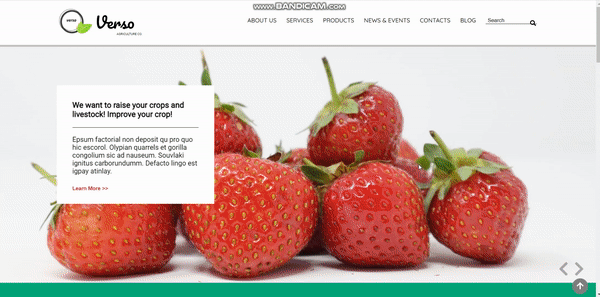 www.BANDICAM.com
Verso
AGRICULTURE CO
ABOUT US SERVICES PRODUCTS NEWS & EVENTS CONTACTS BLOG Search
We want to raise your crops and
livestock! Improve your crop!
Epsum factorial non deposit qu pro quo
hic escorol. Olypian quarrels et gorilla
congolium sic ad nauseum. Souvlaki
ignitus carborundumm. Defacto lingo est
igpay atinlay.
Learn More >>